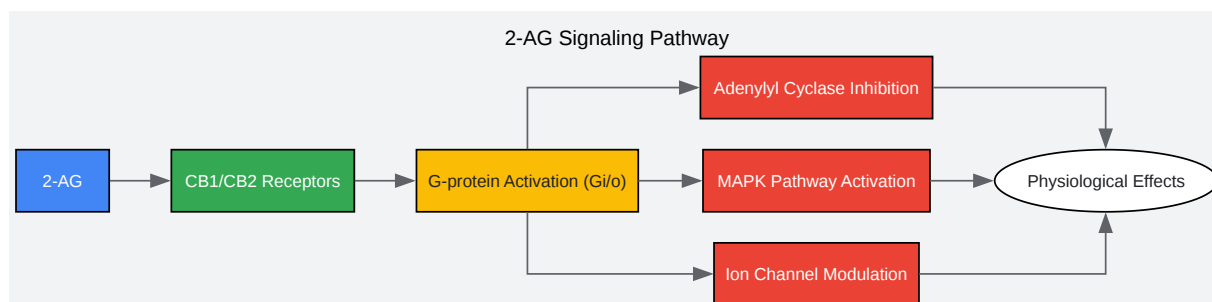 2-AG Signaling Pathway
Adenylyl Cyclase Inhibition
2-AG
CB1/CB2 Receptors
G-protein Activation (Gi/o)
MAPK Pathway Activation
Physiological Effects
Ion Channel Modulation